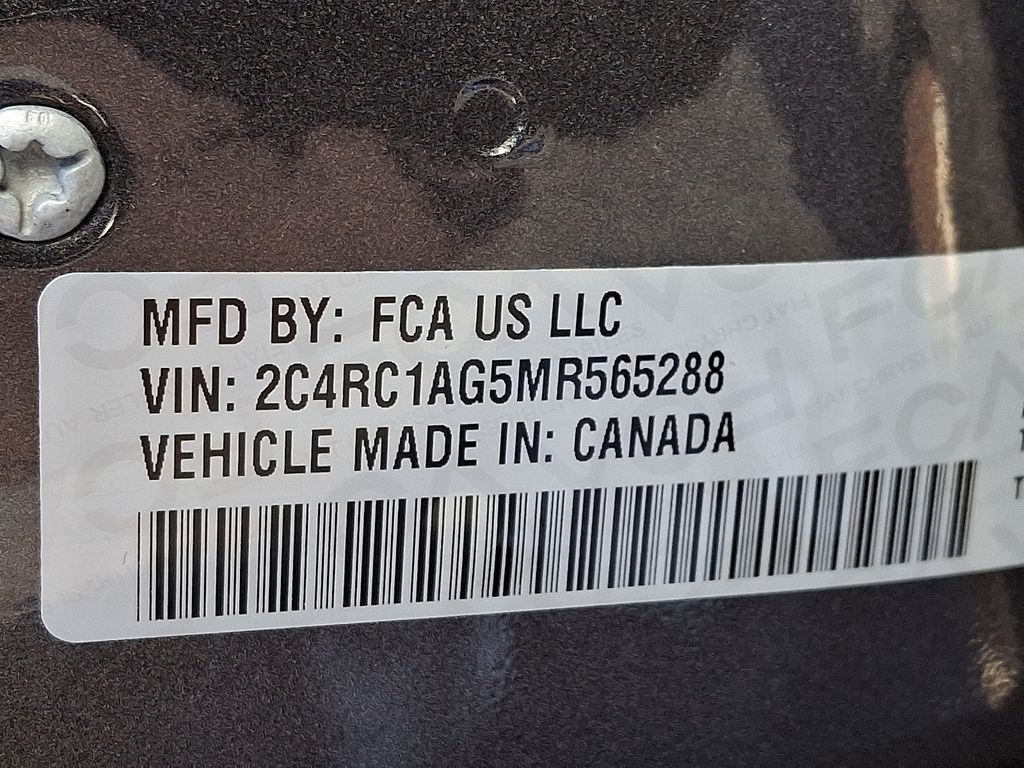 MFD BY: FCA US LLC
VIN: 2C4RC1AG5MR565288
VEHICLE MADE IN: CANADA